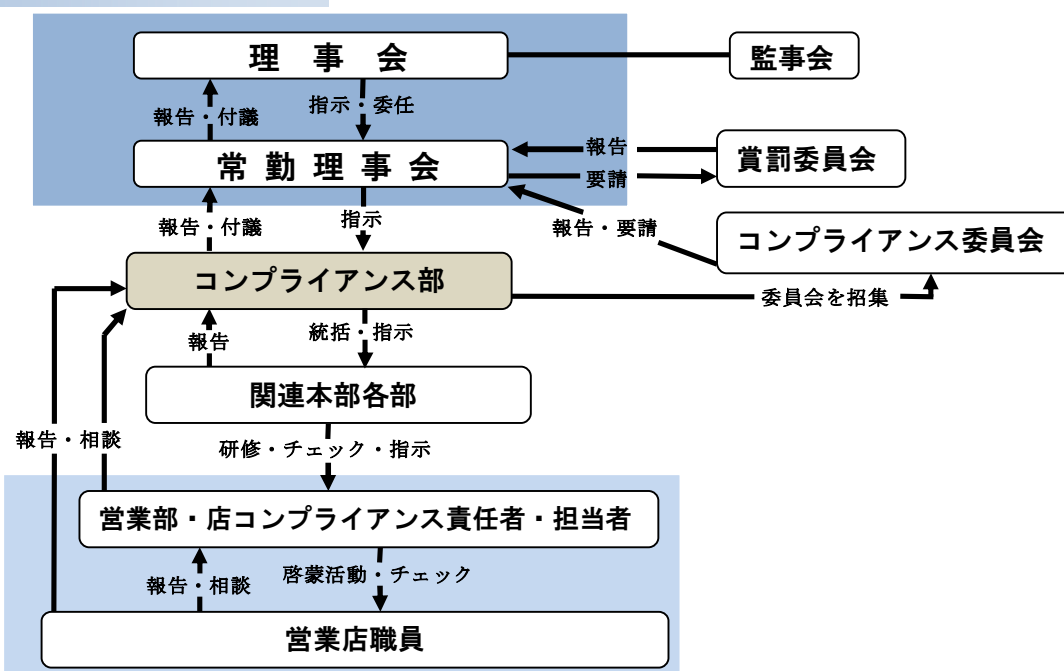 理事会
監事会
報告・付議
指示・委任
常勤理事会
報告
要請
賞罰委員会
報告・付議
指示
報告・要請
コンプライアンス委員会
コンプライアンス部
委員会を招集
報告
統括・指示
関連本部各部
報告・相談
研修・チェック・指示
営業部・店コンプライアンス責任者・担当者
報告・相談
啓蒙活動・チェック
営業店職員